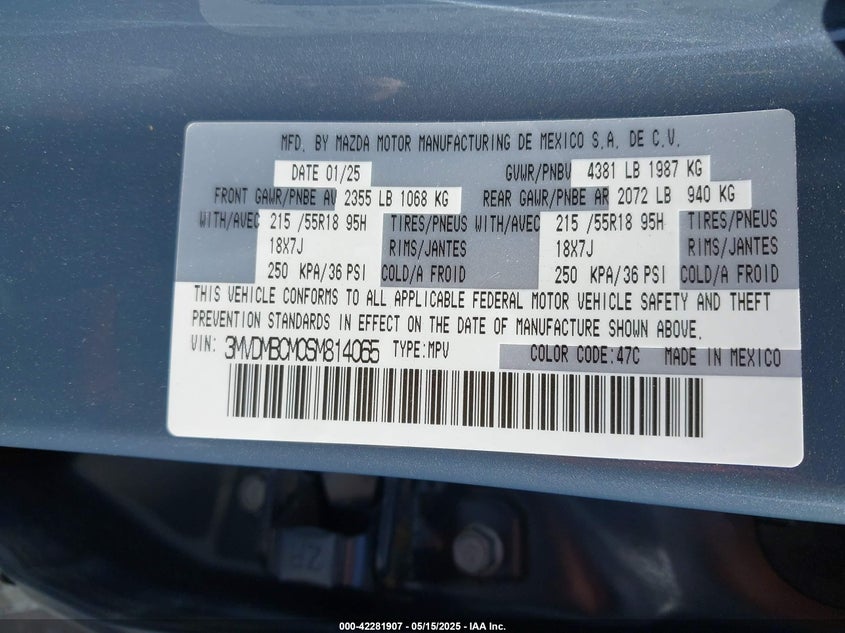 MFD. BY MAZDA MOTOR MANUFACTURING DE MEXICO S.A. DE C.V.
DATE 01/25 GVWR/PNBV 4381 LB 1987 KG
FRONT GAWR/PNBE AV 2355 LB 1068 KG REAR GAWR/PNBE AR 2072 LB 940 KG
WITH/AVEC 215 /55R18 95H TIRES/PNEUS WITH/AVEC 215 /55R18 95H TIRES/PNEUS
18X7J RIMS/JANTES 18X7J RIMS/JANTES
250 KPA/36 PSI COLD/A FROID 250 KPA/36 PSI COLD/A FROID
THIS VEHICLE CONFORMS TO ALL APPLICABLE FEDERAL MOTOR VEHICLE SAFETY AND THEFT
PREVENTION STANDARDS IN EFFECT ON THE DATE OF MANUFACTURE SHOWN ABOVE.
VIN: 3MVDMBCM0SM814065 TYPE:MPV COLOR CODE:47C MADE IN MEXICO
000-42281907 - 05/15/2025 - IAA Inc.